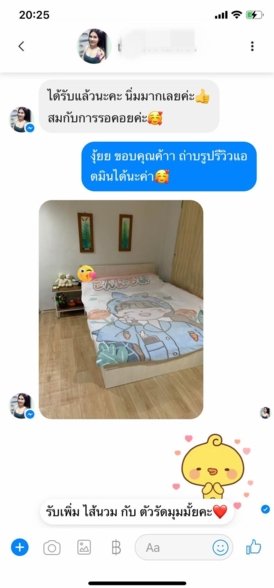 20:25
ได้รับแล้วนะคะ นิ่มมากเลยค่ะ👍
สมกับการรอคอยค่ะ🥰
งุ้ยย ขอบคุณค้าา ถ่าบรูปรีวิวแอ
ดมินได้นะคะ่า🥰
รับเพิ่ม ไส้นวม กับ ตัวรัดมุมมั้ยคะ❤️
Aa